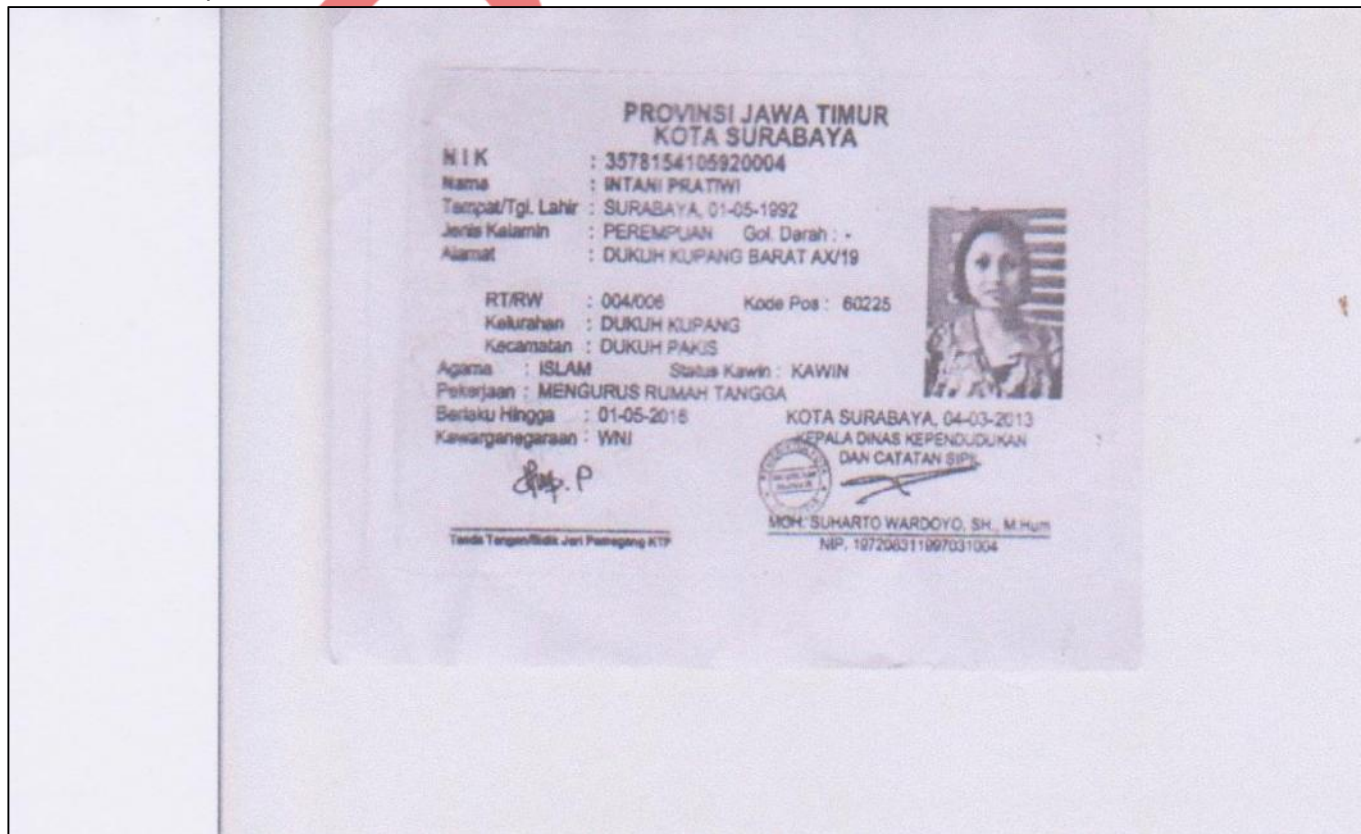 PROVINSI JAWA TIMUR
KOTA SURABAYA
NIK : 3578154105920004
Nama : INTANI PRATIWI
Tempat/Tgl. Lahir : SURABAYA, 01-05-1992
Jenis Kelamin : PEREMPUAN Gol. Darah : -
Alamat : DUKUH KUPANG BARAT AX/19
RT/RW : 004/006 Kode Pos : 60225
Kelurahan : DUKUH KUPANG
Kecamatan : DUKUH PAKIS
Agama : ISLAM Status Kawin : KAWIN
Pekerjaan : MENGURUS RUMAH TANGGA
Berlaku Hingga : 01-05-2016
Kewarganegaraan : WNI
KOTA SURABAYA, 04-03-2013
KEPALA DINAS KEPENDUDUKAN
DAN CATATAN SIPIL
MOH. SUHARTO WARDOYO, SH., M.Hum
NIP. 197206311997031004
Tanda Tangan/Sidik Jari Pemegang KTP